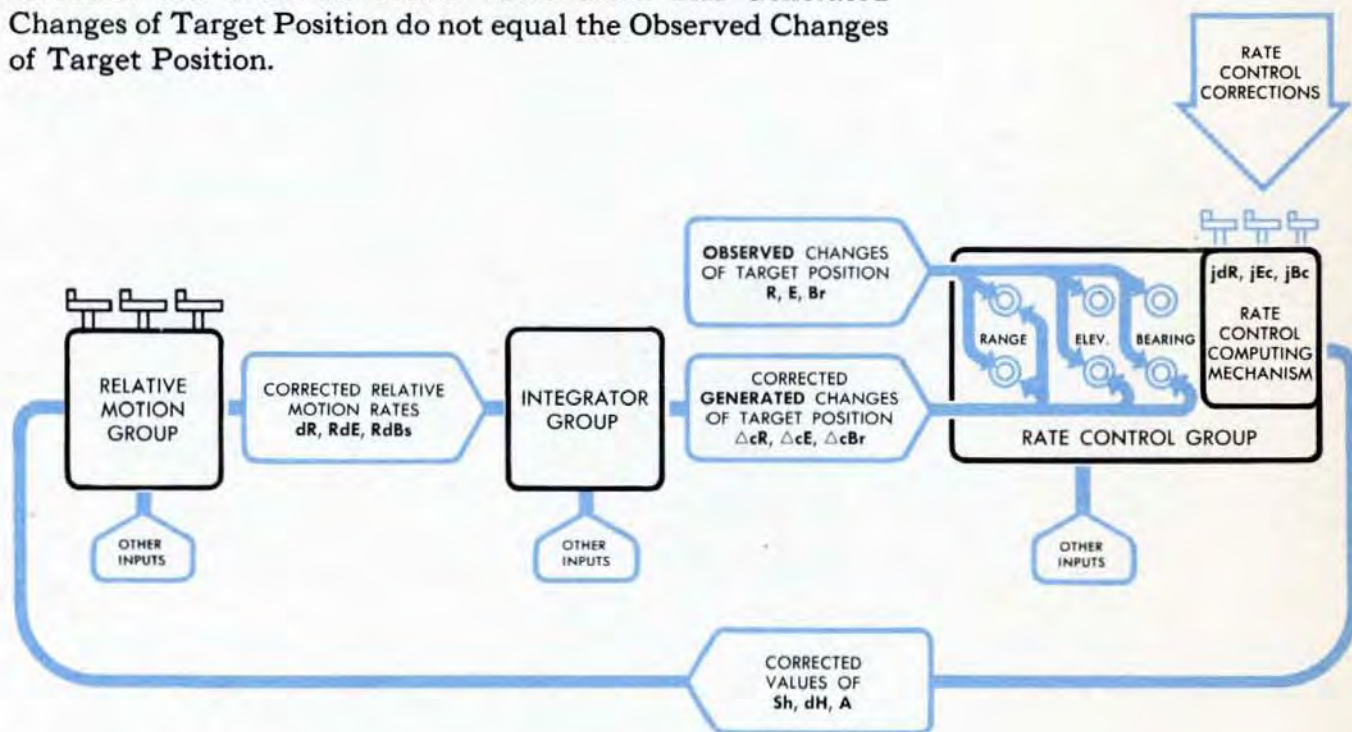 Changes of Target Position do not equal the Observed Changes
of Target Position.
RATE
CONTROL
CORRECTIONS
OBSERVED CHANGES
OF TARGET POSITION
R, E, Br
jdR, jEc, jBc
RATE
CONTROL
COMPUTING
MECHANISM
RANGE
ELEV.
BEARING
RELATIVE
MOTION
GROUP
CORRECTED RELATIVE
MOTION RATES
dR, RdE, RdBs
INTEGRATOR
GROUP
CORRECTED
GENERATED CHANGES
OF TARGET POSITION
△cR, △cE, △cBr
RATE CONTROL GROUP
OTHER
INPUTS
OTHER
INPUTS
OTHER
INPUTS
CORRECTED
VALUES OF
Sh, dH, A